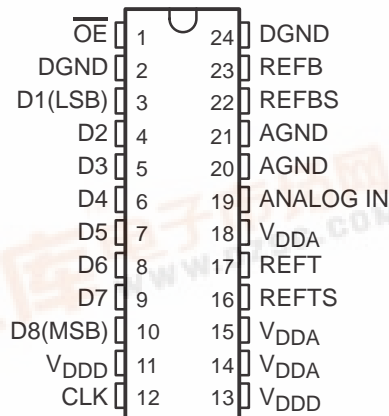 OE 1 24 DGND
DGND 2 23 REFB
D1(LSB) 3 22 REFBS
D2 4 21 AGND
D3 5 20 AGND
D4 6 19 ANALOG IN
D5 7 18 VDDA
D6 8 17 REFT
D7 9 16 REFTS
D8(MSB) 10 15 VDDA
VDDD 11 14 VDDA
CLK 12 13 VDDD